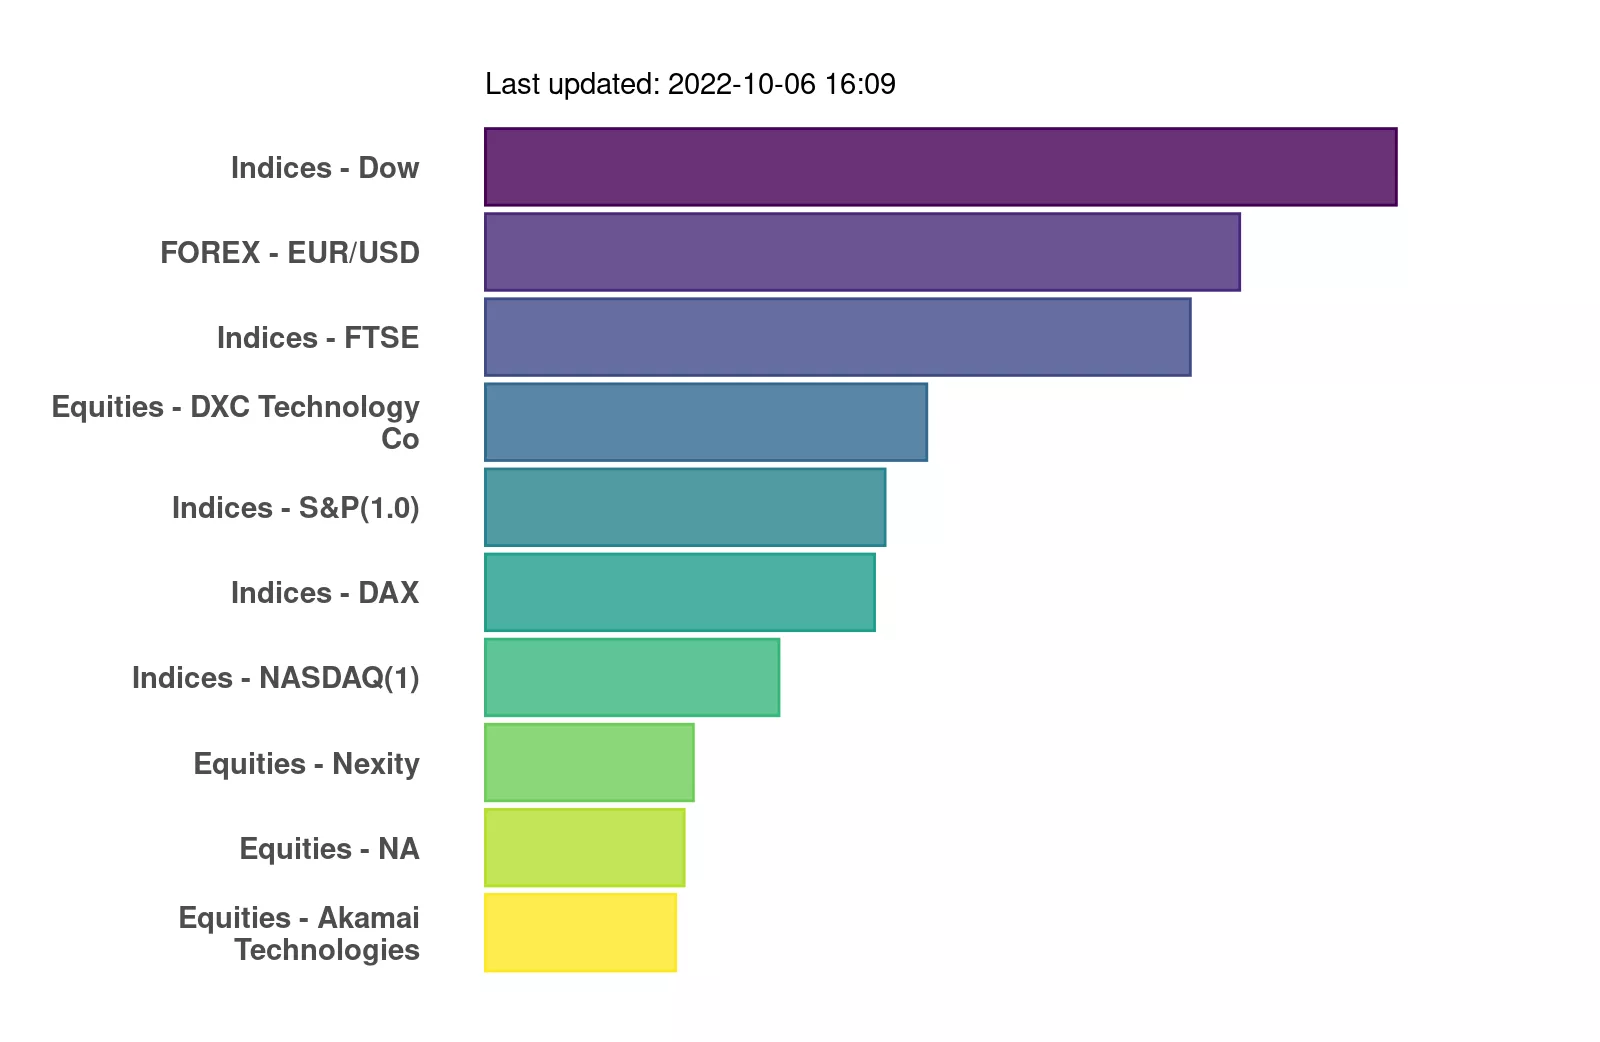 Last updated: 2022-10-06 16:09
Indices - Dow
FOREX - EUR/USD
Indices - FTSE
Equities - DXC Technology
Co
Indices - S&P(1.0)
Indices - DAX
Indices - NASDAQ(1)
Equities - Nexity
Equities - NA
Equities - Akamai
Technologies